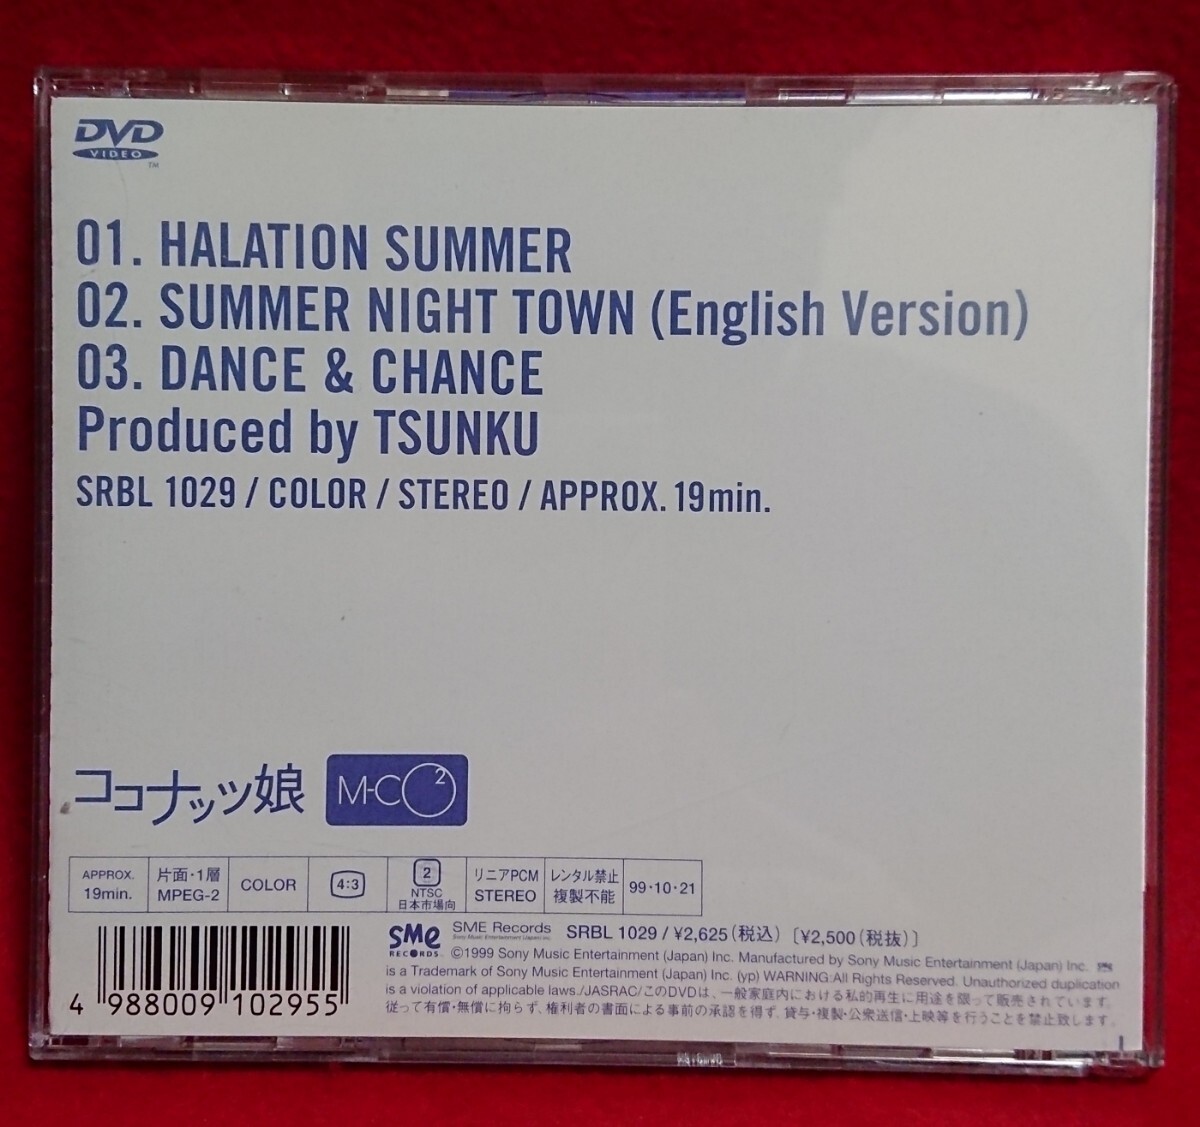 DVD
VIDEO
TM
01. HALATION SUMMER
02. SUMMER NIGHT TOWN (English Version)
03. DANCE & CHANCE
Produced by TSUNKU
SRBL 1029 / COLOR / STEREO / APPROX. 19min.
ココナッツ娘
M-CO2
APPROX. 19min.
片面・1層 MPEG-2
COLOR
4:3
2 NTSC 日本市場向
リニアPCM STEREO
レンタル禁止 複製不能
99・10・21
SMe RECORDS
SME Records
Sony Music Entertainment (Japan) Inc.
SRBL 1029 / ¥2,625(税込) [¥2,500(税抜)]
©1999 Sony Music Entertainment (Japan) Inc. Manufactured by Sony Music Entertainment (Japan) Inc.
is a Trademark of Sony Music Entertainment (Japan) Inc. (yp) WARNING:All Rights Reserved. Unauthorized duplication
is a violation of applicable laws./JASRAC/このDVDは、一般家庭内における私的再生に用途を限って販売されています。
従って有償・無償に拘らず、権利者の書面による事前の承認を得ず、貸与・複製・公衆送信・上映等を行うことを禁止致します。
4 988009 102955